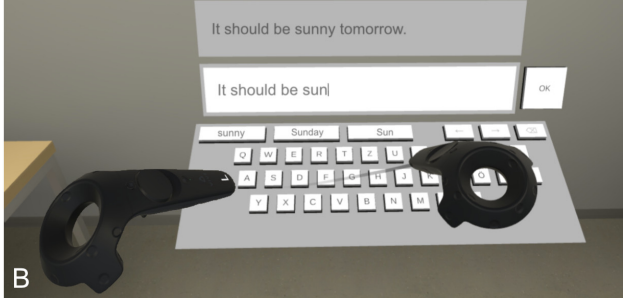 It should be sunny tomorrow.
It should be sun
OK
sunny Sunday Sun ← → ⌫
Q W E R T Z U
A S D F G H J K
Y X C V B N M
B